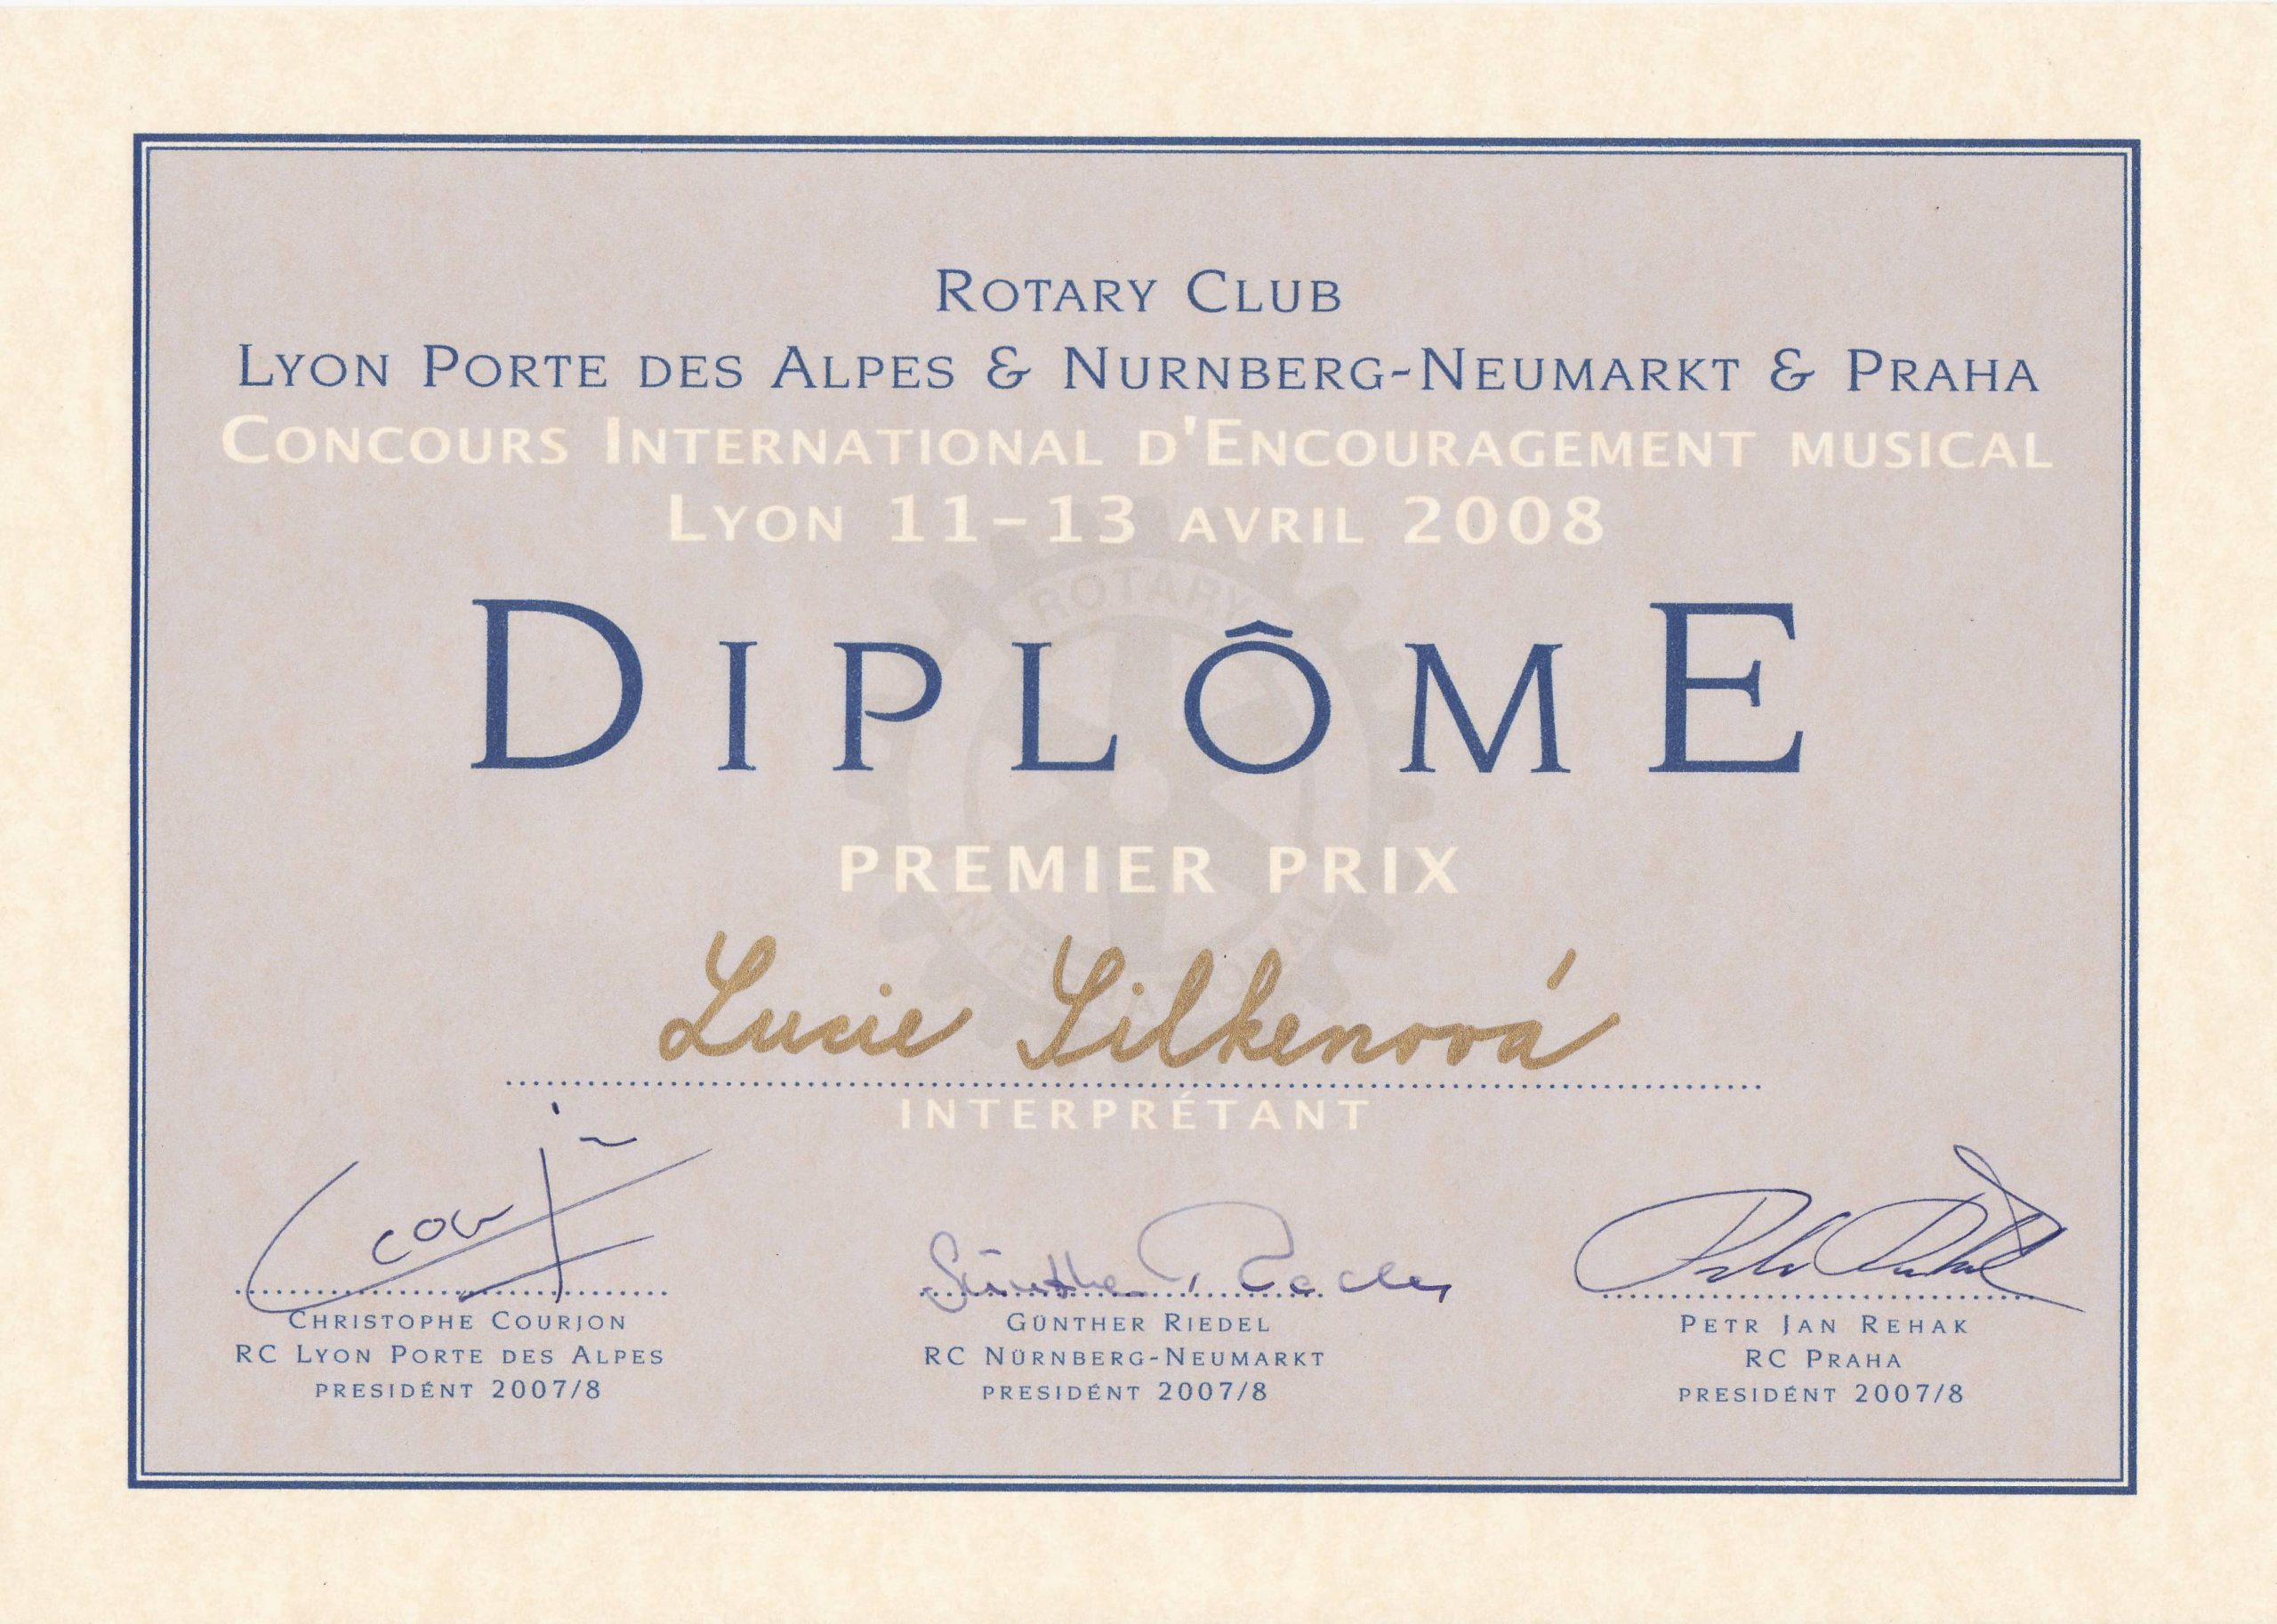 Rotary Club
Lyon Porte des Alpes & Nurnberg-Neumarkt & Praha
Concours International d'Encouragement musical
Lyon 11-13 avril 2008
DIPLÔME
PREMIER PRIX
Lucie Silkenová
INTERPRÉTANT
Christophe Courjon
RC Lyon Porte des Alpes
presidént 2007/8
Günther Riedel
RC Nürnberg-Neumarkt
presidént 2007/8
Petr Jan Rehak
RC Praha
presidént 2007/8
ROTARY
INTERNATIONAL